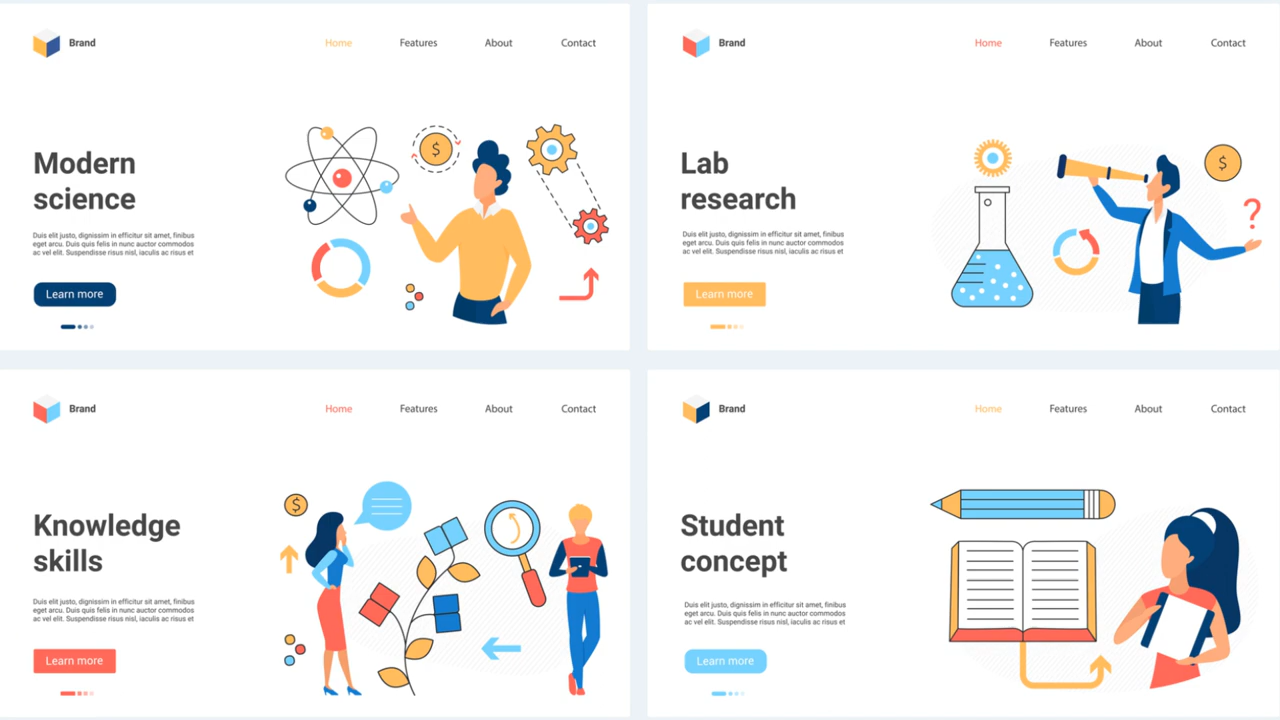 Brand
Home Features About Contact
Modern
science
Duis elit justo, dignissim in efficitur sit amet, finibus
eget arcu. Duis quis felis in nunc auctor commodos
ac vel elit. Suspendisse risus nisl, iaculis ac risus et
Learn more
$
Brand
Home Features About Contact
Lab
research
Duis elit justo, dignissim in efficitur sit amet, finibus
eget arcu. Duis quis felis in nunc auctor commodos
ac vel elit. Suspendisse risus nisl, iaculis ac risus et
Learn more
$
?
Brand
Home Features About Contact
Knowledge
skills
Duis elit justo, dignissim in efficitur sit amet, finibus
eget arcu. Duis quis felis in nunc auctor commodos
ac vel elit. Suspendisse risus nisl, iaculis ac risus et
Learn more
$
Brand
Home Features About Contact
Student
concept
Duis elit justo, dignissim in efficitur sit amet, finibus
eget arcu. Duis quis felis in nunc auctor commodos
ac vel elit. Suspendisse risus nisl, iaculis ac risus et
Learn more